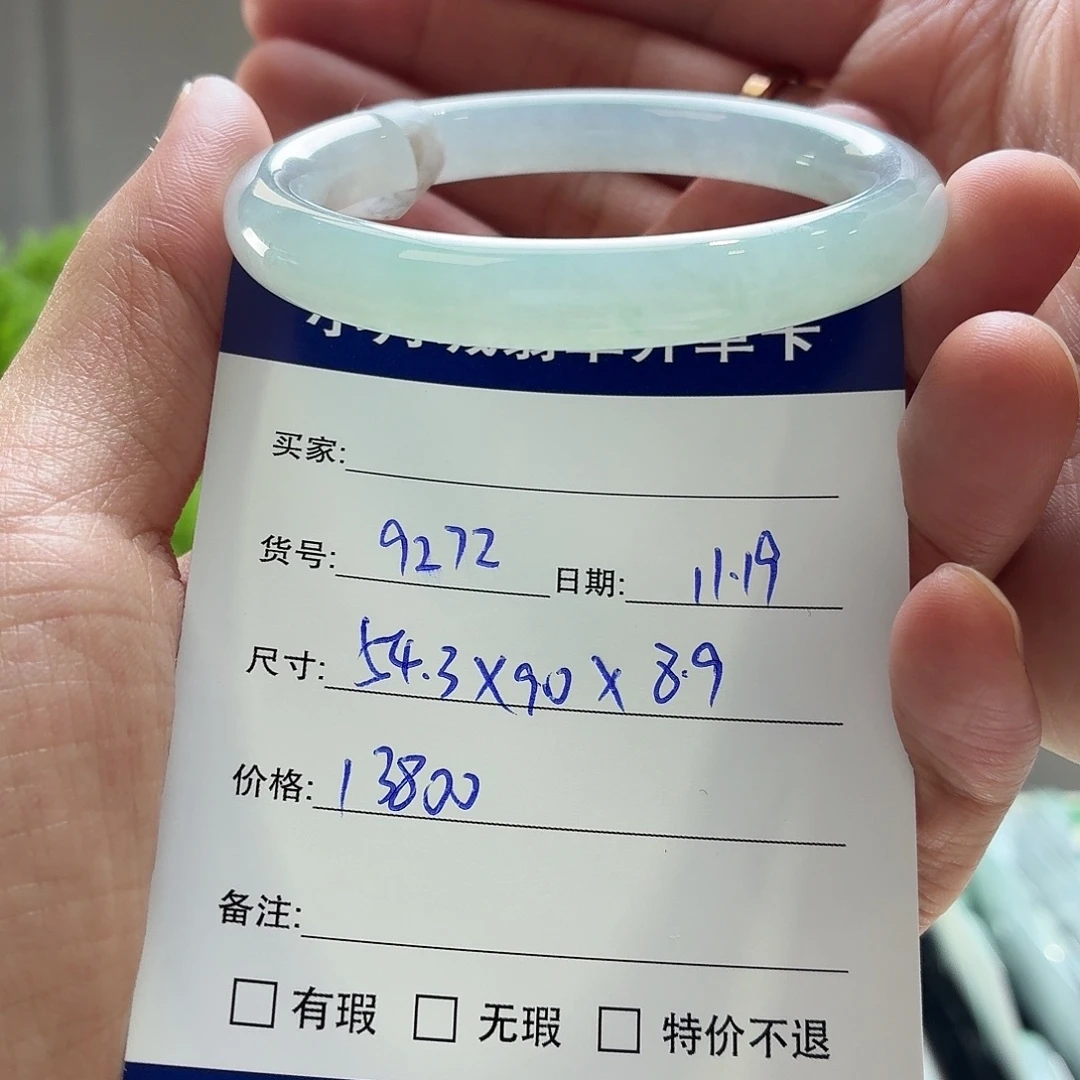 买家:
货号: 9272 日期: 11.19
尺寸: 54.3X90X8.9
价格: 13800
备注:
□ 有瑕 □ 无瑕 □ 特价不退